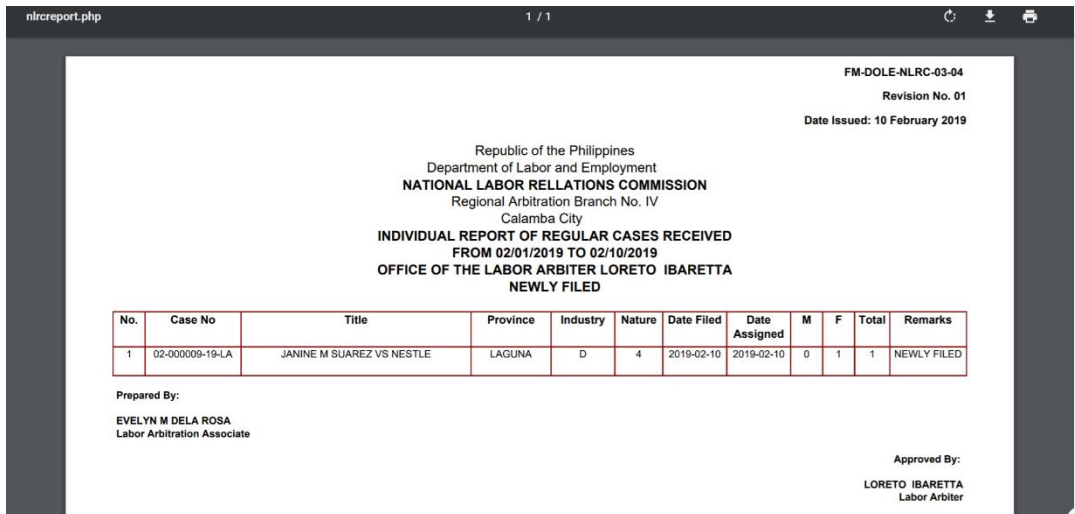 nlrcreport.php
1 / 1
FM-DOLE-NLRC-03-04
Revision No. 01
Date Issued: 10 February 2019
Republic of the Philippines
Department of Labor and Employment
NATIONAL LABOR RELLATIONS COMMISSION
Regional Arbitration Branch No. IV
Calamba City
INDIVIDUAL REPORT OF REGULAR CASES RECEIVED
FROM 02/01/2019 TO 02/10/2019
OFFICE OF THE LABOR ARBITER LORETO IBARETTA
NEWLY FILED
No. Case No Title Province Industry Nature Date Filed Date Assigned M F Total Remarks
1 02-000009-19-LA JANINE M SUAREZ VS NESTLE LAGUNA D 4 2019-02-10 2019-02-10 0 1 1 NEWLY FILED
Prepared By:
EVELYN M DELA ROSA
Labor Arbitration Associate
Approved By:
LORETO IBARETTA
Labor Arbiter